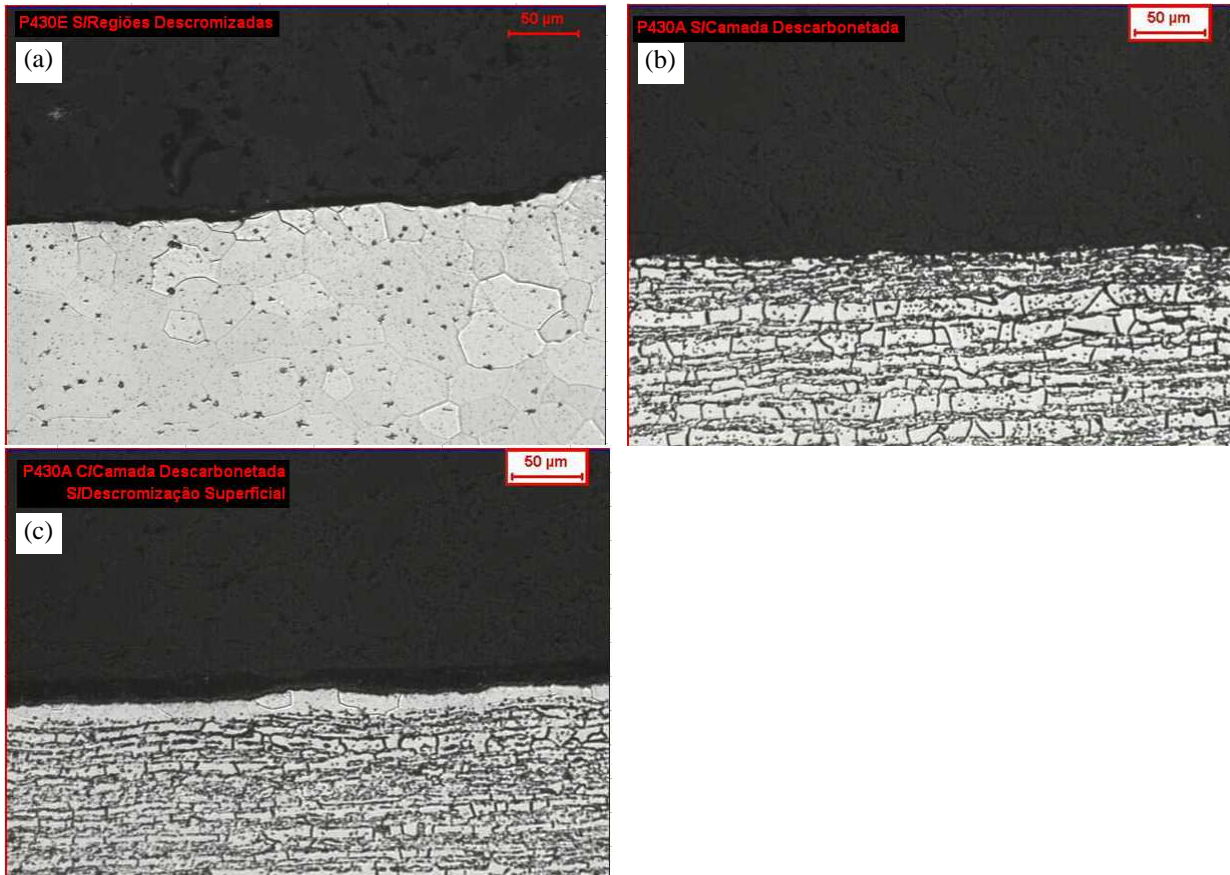 P430E S/Regiões Descromizadas
50 µm
(a)
P430A S/Camada Descarbonetada
50 µm
(b)
P430A C/Camada Descarbonetada
S/Descromização Superficial
50 µm
(c)